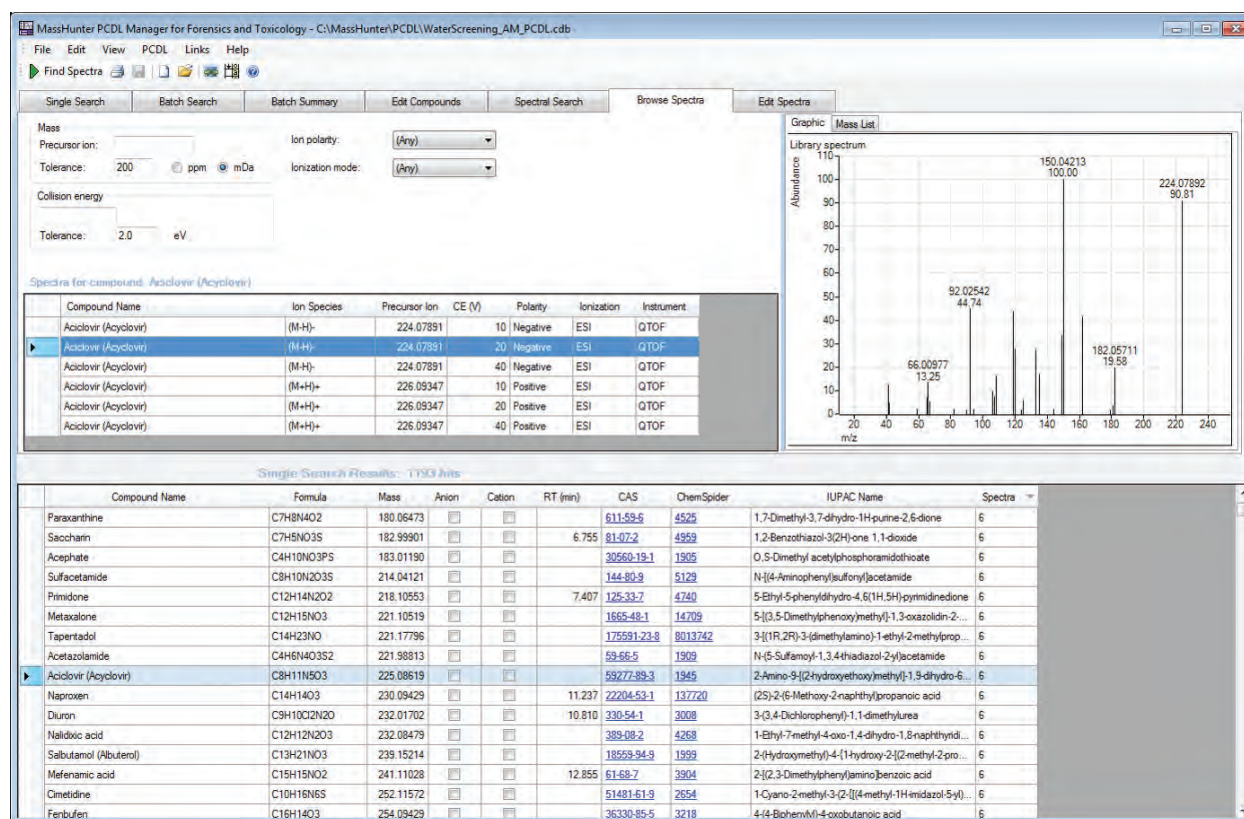 MassHunter PCDL Manager for Forensics and Toxicology - C:\MassHunter\PCDL\WaterScreening_AM_PCDL.cdb
File Edit View PCDL Links Help
Find Spectra
Single Search Batch Search Batch Summary Edit Compounds Spectral Search Browse Spectra Edit Spectra
Mass
Precursor ion:
Ion polarity: (Any)
Tolerance: 200 ppm mDa Ionization mode: (Any)
Collision energy
Tolerance: 2.0 eV
Graphic Mass List
Library spectrum
Abundance
110
100
90
80
70
60
50
40
30
20
10
0
150.04213
100.00
224.07892
90.81
92.02542
44.74
182.05711
19.58
66.00977
13.25
20 40 60 80 100 120 140 160 180 200 220 240
m/z
Spectra for compound: Aciclovir (Acyclovir)
Compound Name Ion Species Precursor Ion CE (V) Polarity Ionization Instrument
Aciclovir (Acyclovir) (M-H)- 224.07891 10 Negative ESI QTOF
Aciclovir (Acyclovir) (M-H)- 224.07891 20 Negative ESI QTOF
Aciclovir (Acyclovir) (M-H)- 224.07891 40 Negative ESI QTOF
Aciclovir (Acyclovir) (M+H)+ 226.09347 10 Positive ESI QTOF
Aciclovir (Acyclovir) (M+H)+ 226.09347 20 Positive ESI QTOF
Aciclovir (Acyclovir) (M+H)+ 226.09347 40 Positive ESI QTOF
Single Search Results: 1193 hits
Compound Name Formula Mass Anion Cation RT (min) CAS ChemSpider IUPAC Name Spectra
Paraxanthine C7H8N4O2 180.06473 611-59-6 4525 1,7-Dimethyl-3,7-dihydro-1H-purine-2,6-dione 6
Saccharin C7H5NO3S 182.99901 6.755 81-07-2 4959 1,2-Benzothiazol-3(2H)-one 1,1-dioxide 6
Acephate C4H10NO3PS 183.01190 30560-19-1 1905 O,S-Dimethyl acetylphosphoramidothioate 6
Sulfacetamide C8H10N2O3S 214.04121 144-80-9 5129 N-[(4-Aminophenyl)sulfonyl]acetamide 6
Primidone C12H14N2O2 218.10553 7.407 125-33-7 4740 5-Ethyl-5-phenyldihydro-4,6(1H,5H)-pyrimidinedione 6
Metaxalone C12H15NO3 221.10519 1665-48-1 14709 5-[(3,5-Dimethylphenoxy)methyl]-1,3-oxazolidin-2-... 6
Tapentadol C14H23NO 221.17796 175591-23-8 8013742 3-[(1R,2R)-3-(dimethylamino)-1-ethyl-2-methylprop... 6
Acetazolamide C4H6N4O3S2 221.98813 59-66-5 1909 N-(5-Sulfamoyl-1,3,4-thiadiazol-2-yl)acetamide 6
Aciclovir (Acyclovir) C8H11N5O3 225.08619 59277-89-3 1945 2-Amino-9-[(2-hydroxyethoxy)methyl]-1,9-dihydro-6... 6
Naproxen C14H14O3 230.09429 11.237 22204-53-1 137720 (2S)-2-(6-Methoxy-2-naphthyl)propanoic acid 6
Diuron C9H10Cl2N2O 232.01702 10.810 330-54-1 3008 3-(3,4-Dichlorophenyl)-1,1-dimethylurea 6
Nalidixic acid C12H12N2O3 232.08479 389-08-2 4268 1-Ethyl-7-methyl-4-oxo-1,4-dihydro-1,8-naphthyridi... 6
Salbutamol (Albuterol) C13H21NO3 239.15214 18559-94-9 1999 2-(Hydroxymethyl)-4-{1-hydroxy-2-[(2-methyl-2-pro... 6
Mefenamic acid C15H15NO2 241.11028 12.855 61-68-7 3904 2-[(2,3-Dimethylphenyl)amino]benzoic acid 6
Cimetidine C10H16N6S 252.11572 51481-61-9 2654 1-Cyano-2-methyl-3-(2-{[(4-methyl-1H-imidazol-5-yl)... 6
Fenbufen C16H14O3 254.09429 36330-85-5 3218 4-(4-Biphenylyl)-4-oxobutanoic acid 6